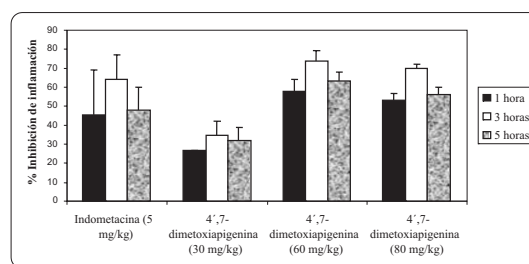 % Inhibición de inflamación
90
80
70
60
50
40
30
20
10
0
Indometacina (5
mg/kg)
4´,7-
dimetoxiapigenina
(30 mg/kg)
4´,7-
dimetoxiapigenina
(60 mg/kg)
4´,7-
dimetoxiapigenina
(80 mg/kg)
1 hora
3 horas
5 horas